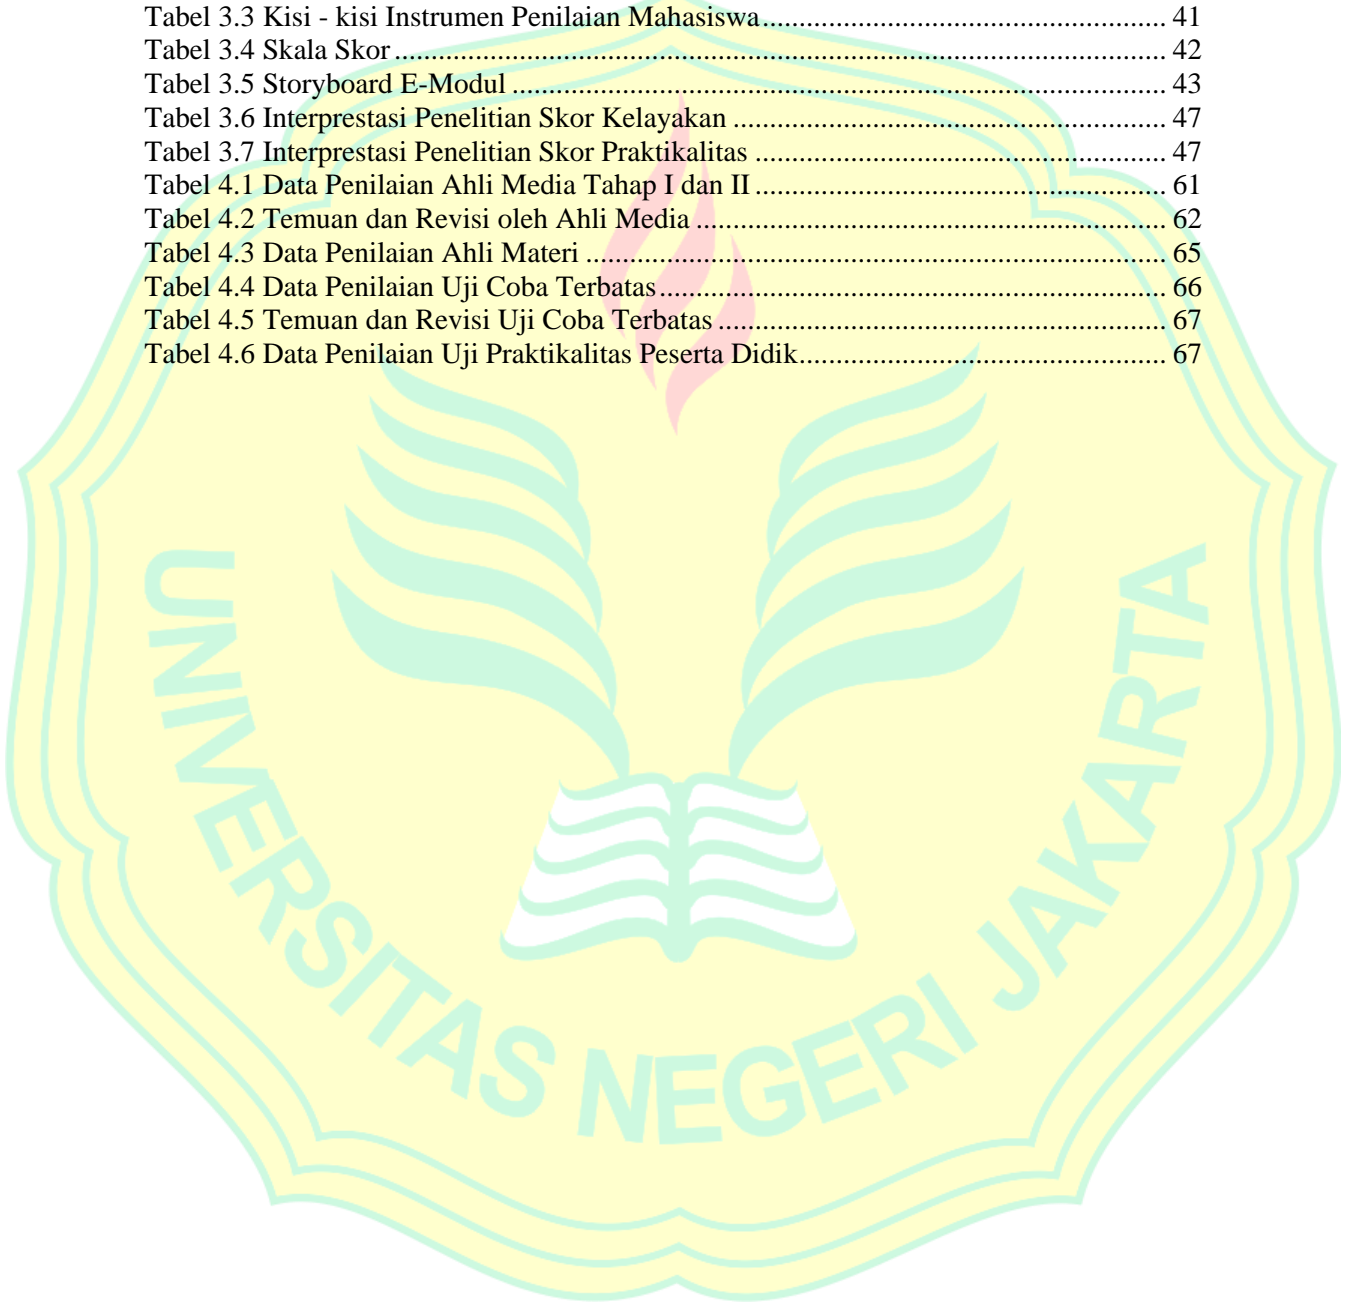 Tabel 3.3 Kisi - kisi Instrumen Penilaian Mahasiswa........................................................ 41
Tabel 3.4 Skala Skor........................................................................................................... 42
Tabel 3.5 Storyboard E-Modul........................................................................................... 43
Tabel 3.6 Interprestasi Penelitian Skor Kelayakan ............................................................ 47
Tabel 3.7 Interprestasi Penelitian Skor Praktikalitas ......................................................... 47
Tabel 4.1 Data Penilaian Ahli Media Tahap I dan II ......................................................... 61
Tabel 4.2 Temuan dan Revisi oleh Ahli Media ................................................................. 62
Tabel 4.3 Data Penilaian Ahli Materi ................................................................................ 65
Tabel 4.4 Data Penilaian Uji Coba Terbatas...................................................................... 66
Tabel 4.5 Temuan dan Revisi Uji Coba Terbatas .............................................................. 67
Tabel 4.6 Data Penilaian Uji Praktikalitas Peserta Didik................................................... 67
UNIVERSITAS NEGERI JAKARTA